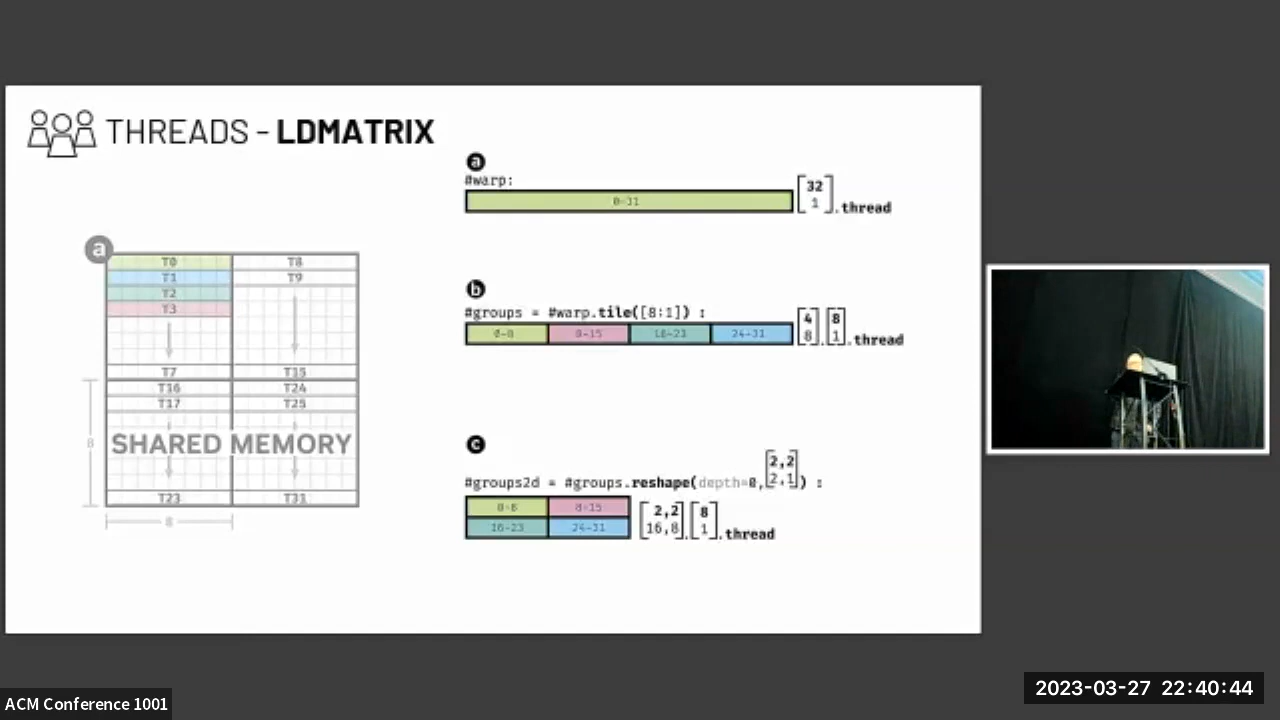 THREADS - LDMATRIX
a
T0 T8
T1 T9
T2
T3
T7 T15
T16 T24
T17 T25
8
SHARED MEMORY
T23 T31
8
a
#warp:
0-31
[32
1].thread
b
#groups = #warp.tile([8:1]) :
0-8 8-15 16-23 24-31
[4 8
8].[1].thread
c
#groups2d = #groups.reshape(depth=0,[2,2
2,1]) :
0-8 8-15
16-23 24-31
[2,2 8
16,8].[1].thread
ACM Conference 1001
2023-03-27 22:40:44